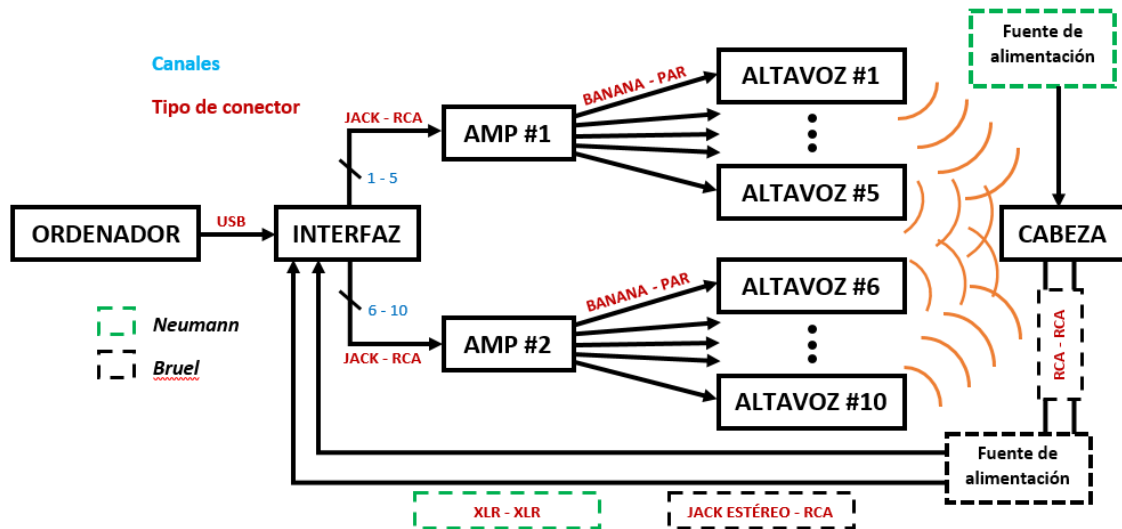 Fuente de
alimentación
Canales
Tipo de conector
BANANA - PAR
ALTAVOZ #1
JACK - RCA
AMP #1
1 - 5
ALTAVOZ #5
ORDENADOR
USB
INTERFAZ
CABEZA
6 - 10
BANANA - PAR
ALTAVOZ #6
Neumann
JACK - RCA
AMP #2
Bruel
RCA - RCA
ALTAVOZ #10
Fuente de
alimentación
XLR - XLR
JACK ESTÉREO - RCA